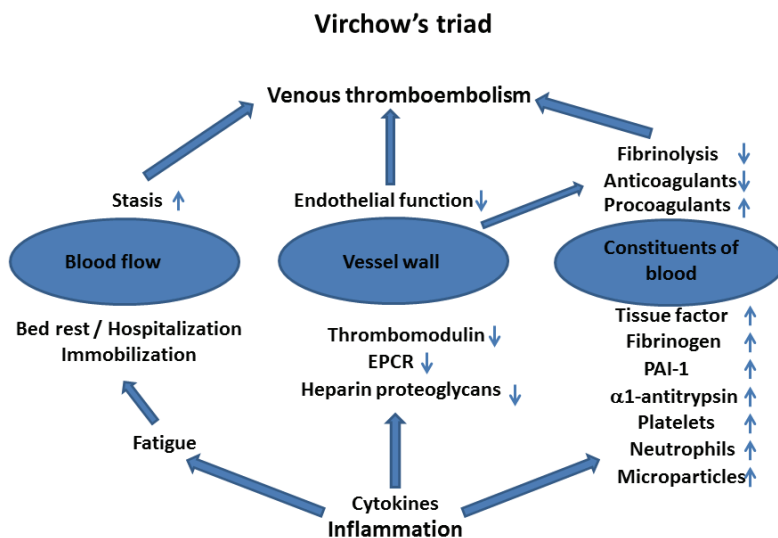 Virchow’s triad
Venous thromboembolism
Stasis ↑
Endothelial function ↓
Fibrinolysis ↓
Anticoagulants ↓
Procoagulants ↑
Blood flow
Vessel wall
Constituents of
blood
Bed rest / Hospitalization
Immobilization
Thrombomodulin ↓
EPCR ↓
Heparin proteoglycans ↓
Tissue factor ↑
Fibrinogen ↑
PAI-1 ↑
α1-antitrypsin ↑
Platelets ↑
Neutrophils ↑
Microparticles ↑
Fatigue
Cytokines
Inflammation